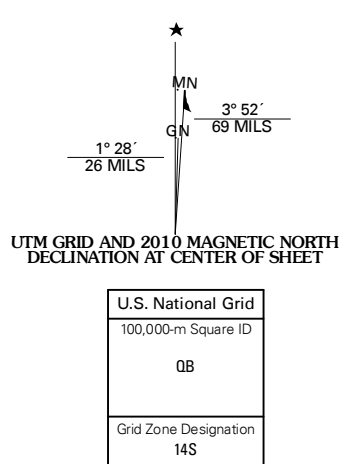 MN
3° 52´
69 MILS
GN
1° 28´
26 MILS
UTM GRID AND 2010 MAGNETIC NORTH
DECLINATION AT CENTER OF SHEET
U.S. National Grid
100,000-m Square ID
QB
Grid Zone Designation
14S